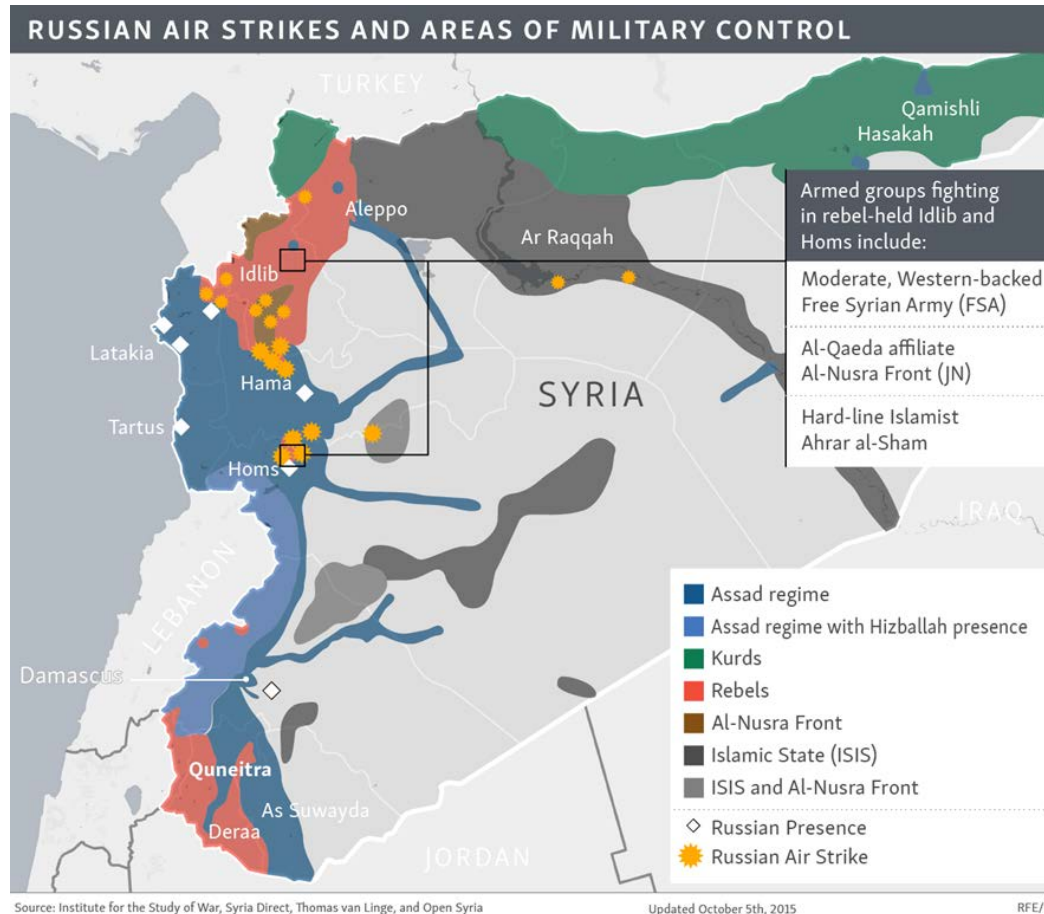 RUSSIAN AIR STRIKES AND AREAS OF MILITARY CONTROL
TURKEY
Qamishli
Hasakah
Aleppo
Ar Raqqah
Idlib
Latakia
Hama
SYRIA
Tartus
Homs
LEBANON
IRAQ
Damascus
Quneitra
As Suwayda
Deraa
JORDAN
Armed groups fighting
in rebel-held Idlib and
Homs include:
Moderate, Western-backed
Free Syrian Army (FSA)
Al-Qaeda affiliate
Al-Nusra Front (JN)
Hard-line Islamist
Ahrar al-Sham
Assad regime
Assad regime with Hizballah presence
Kurds
Rebels
Al-Nusra Front
Islamic State (ISIS)
ISIS and Al-Nusra Front
Russian Presence
Russian Air Strike
Source: Institute for the Study of War, Syria Direct, Thomas van Linge, and Open Syria
Updated October 5th, 2015
RFE/